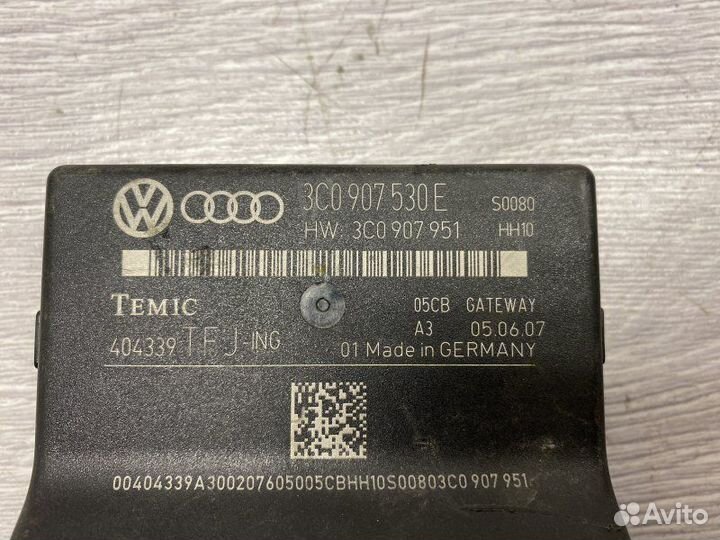 3C0 907 530 E S0080
HW: 3C0 907 951 HH10
TEMIC 05CB GATEWAY
A3 05.06.07
404339 TFJ-ING 01 Made in GERMANY
00404339A300207605005CBHH10S00803C0 907 951
Avito